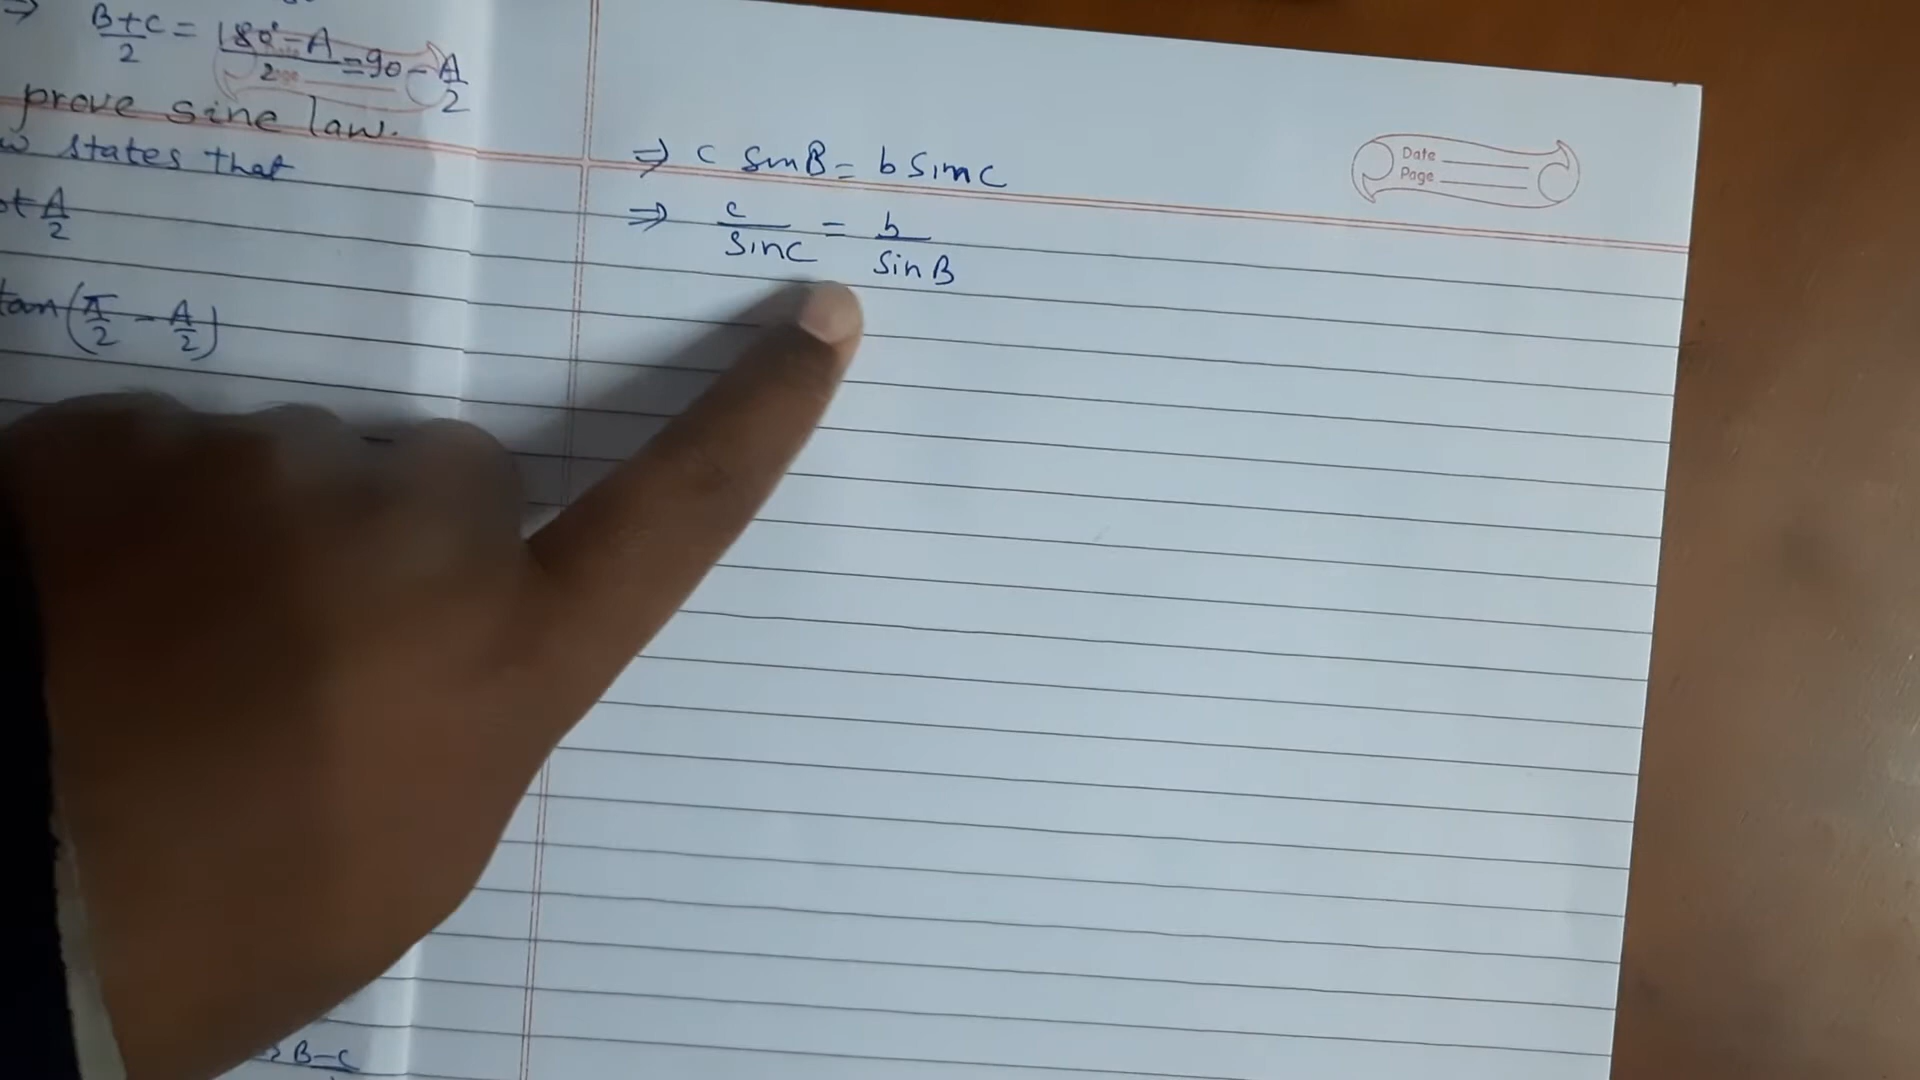 ⇒ B+C/2 = 180°-A/2 = 90 - A/2
prove sine law.
states that
A/2
tan(π/2 - A/2)
B-C
Date
Page
⇒ c sinB = b sinC
⇒ c/sinC = b/sinB